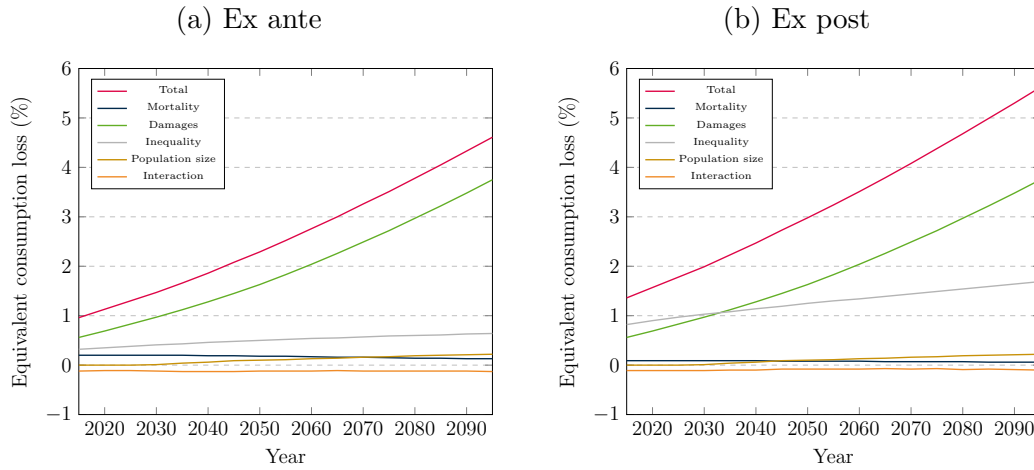 (a) Ex ante
6
5
4
3
2
1
0
−1
Equivalent consumption loss (%)
Total
Mortality
Damages
Inequality
Population size
Interaction
2020 2030 2040 2050 2060 2070 2080 2090
Year
(b) Ex post
6
5
4
3
2
1
0
−1
Equivalent consumption loss (%)
Total
Mortality
Damages
Inequality
Population size
Interaction
2020 2030 2040 2050 2060 2070 2080 2090
Year